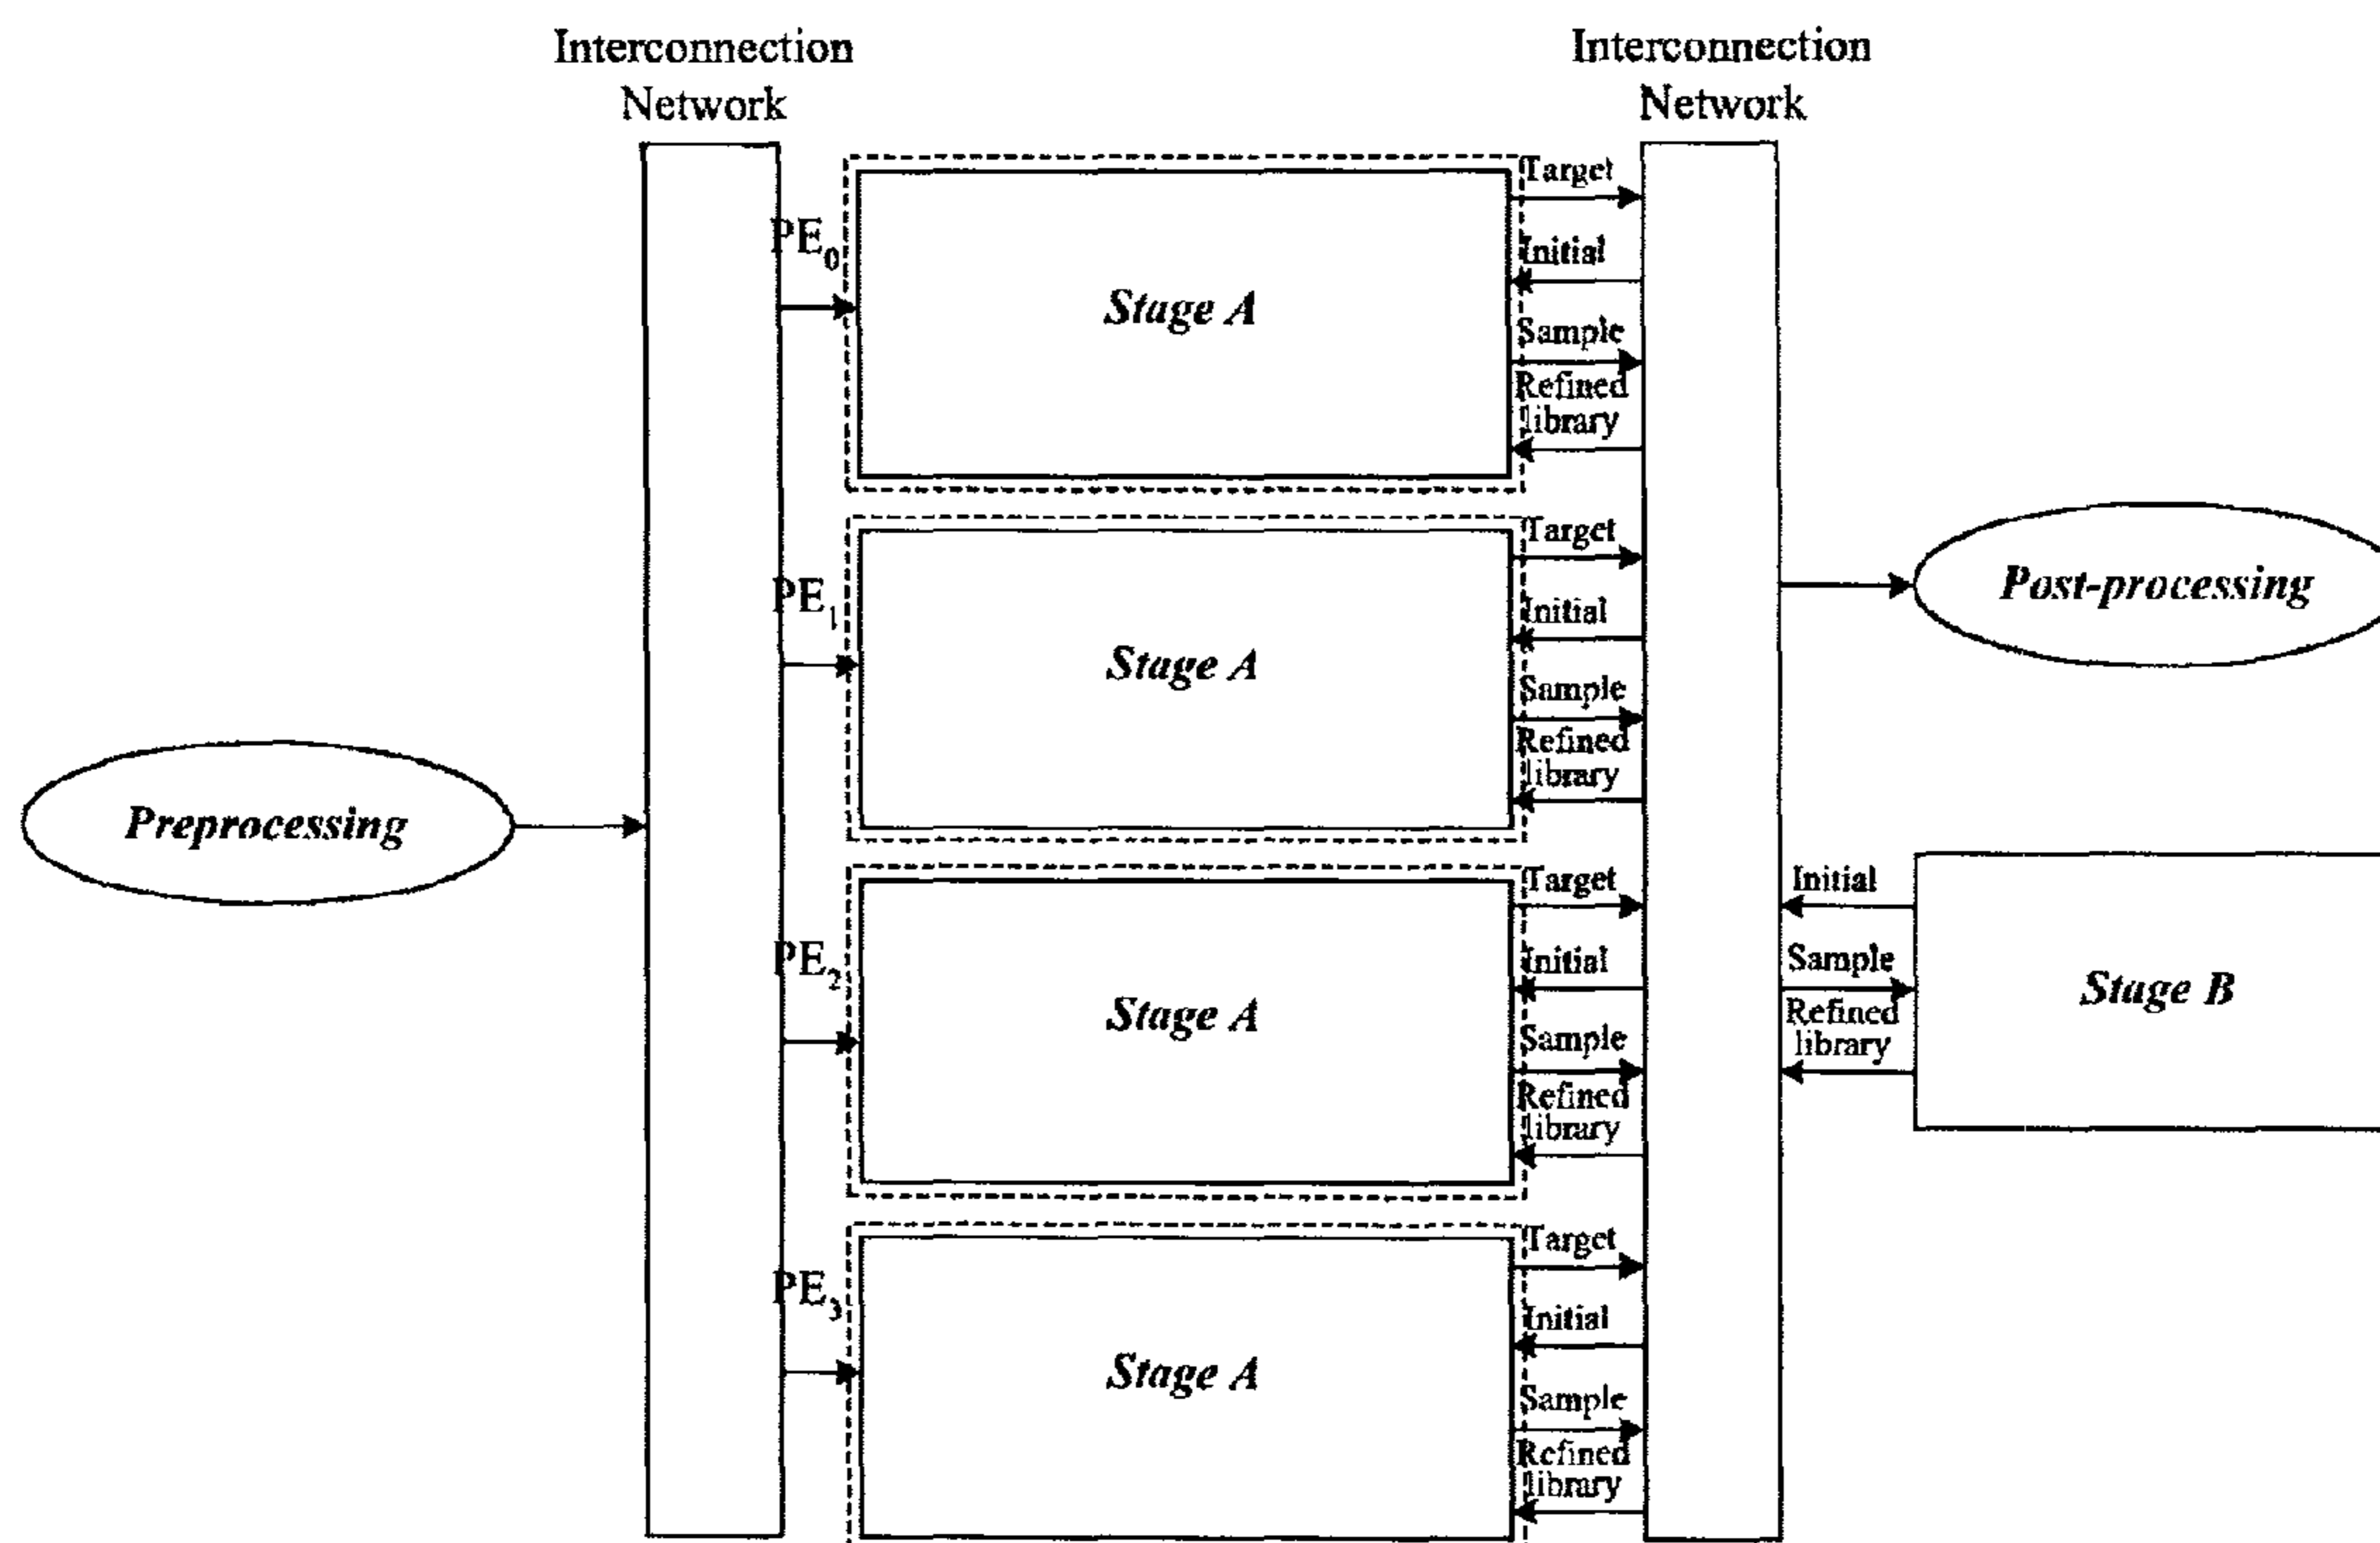 Interconnection
Network
Interconnection
Network
PE0
Stage A
Target
Initial
Sample
Refined
library
PE1
Stage A
Target
Initial
Sample
Refined
library
Post-processing
Preprocessing
PE2
Stage A
Target
Initial
Sample
Refined
library
Initial
Sample
Refined
library
Stage B
PE3
Stage A
Target
Initial
Sample
Refined
library